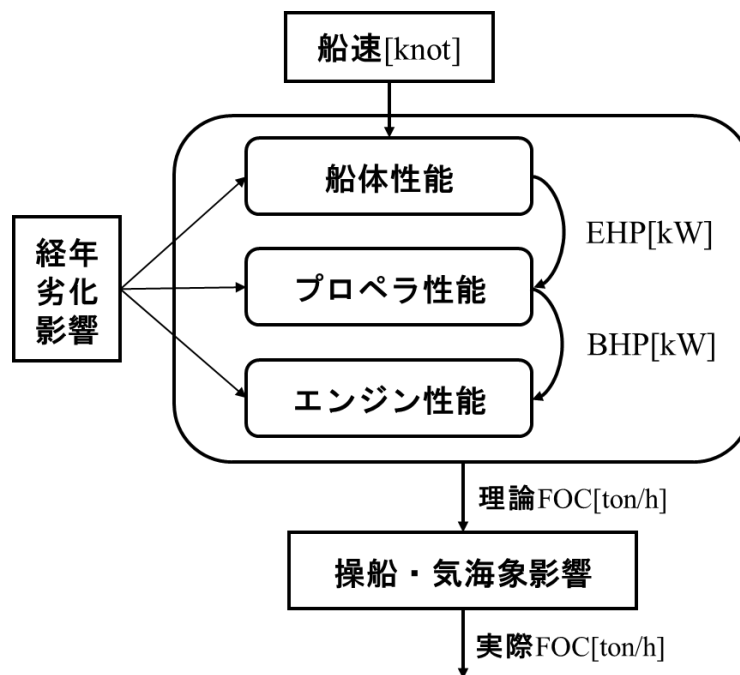 船速[knot]
船体性能
EHP[kW]
経年
劣化
影響
プロペラ性能
BHP[kW]
エンジン性能
理論FOC[ton/h]
操船・気海象影響
実際FOC[ton/h]